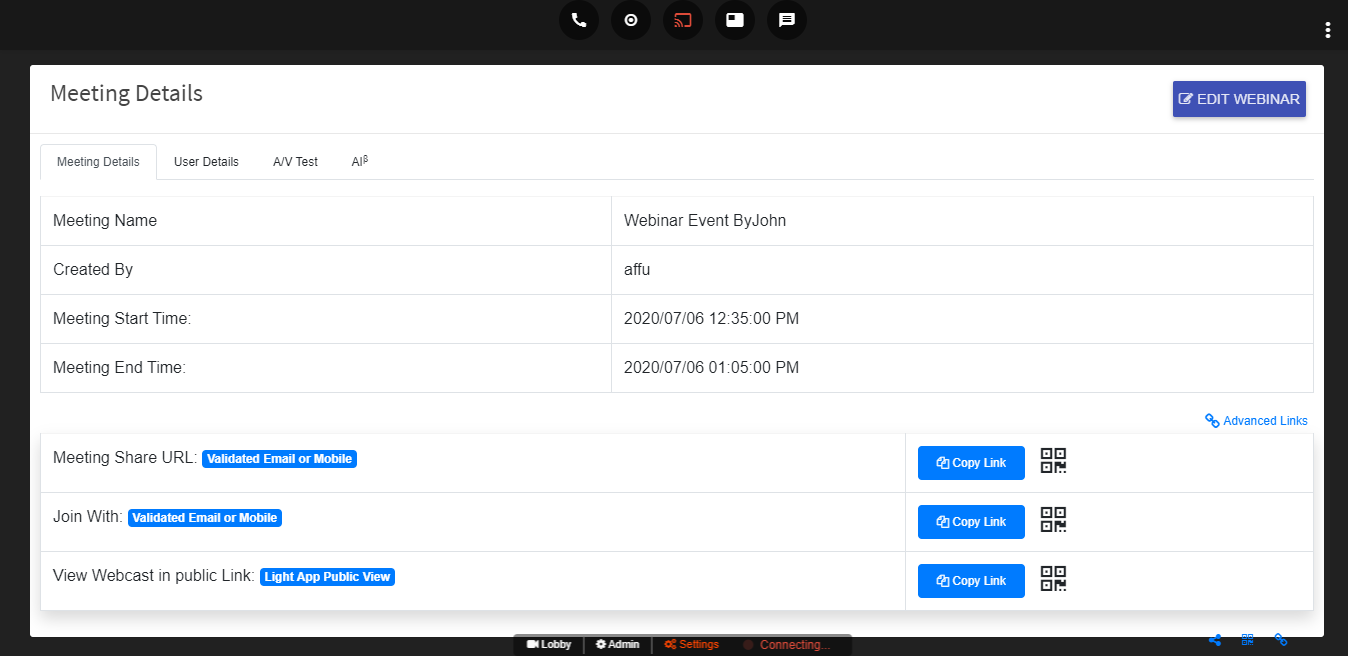 Meeting Details
EDIT WEBINAR
Meeting Details User Details A/V Test AIᵝ
Meeting Name Webinar Event ByJohn
Created By affu
Meeting Start Time: 2020/07/06 12:35:00 PM
Meeting End Time: 2020/07/06 01:05:00 PM
Advanced Links
Meeting Share URL: Validated Email or Mobile Copy Link
Join With: Validated Email or Mobile Copy Link
View Webcast in public Link: Light App Public View Copy Link
Lobby Admin Settings Connecting...